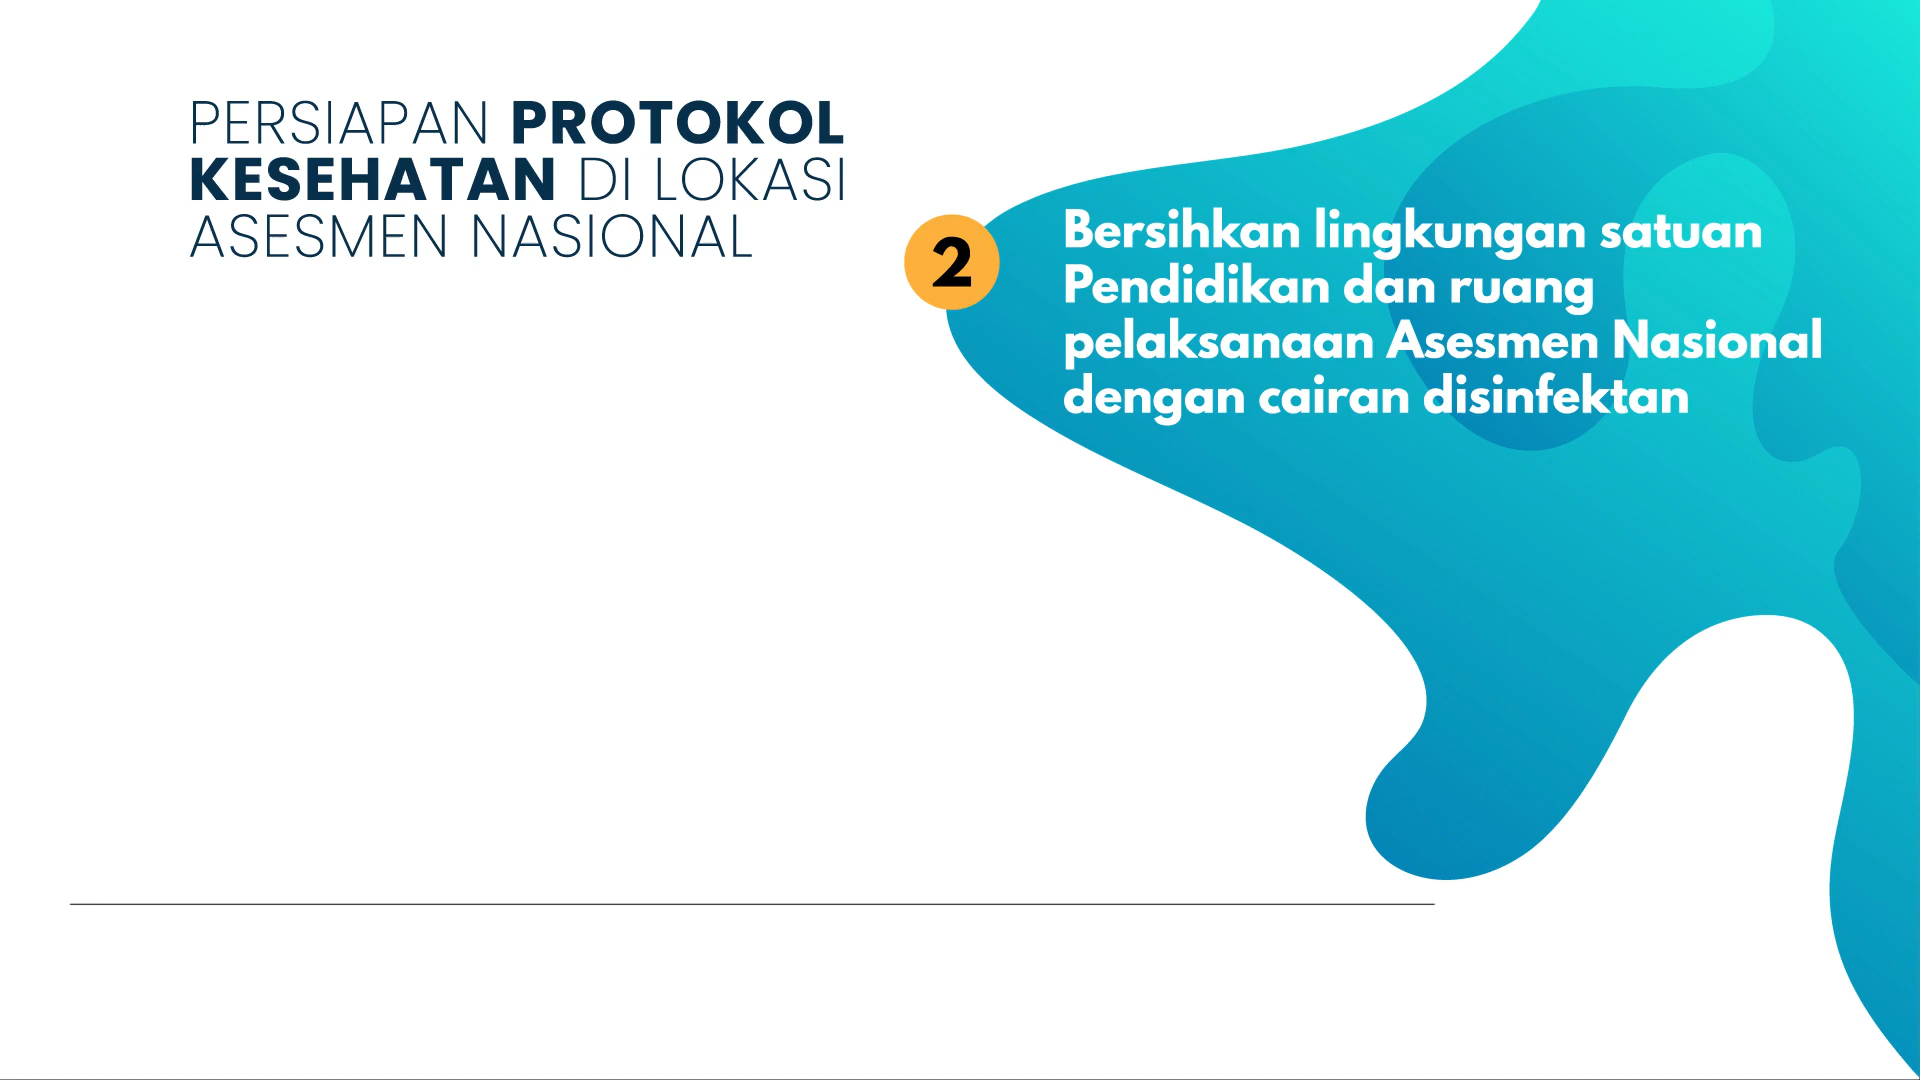 PERSIAPAN PROTOKOL
KESEHATAN DI LOKASI
ASESMEN NASIONAL
2
Bersihkan lingkungan satuan
Pendidikan dan ruang
pelaksanaan Asesmen Nasional
dengan cairan disinfektan